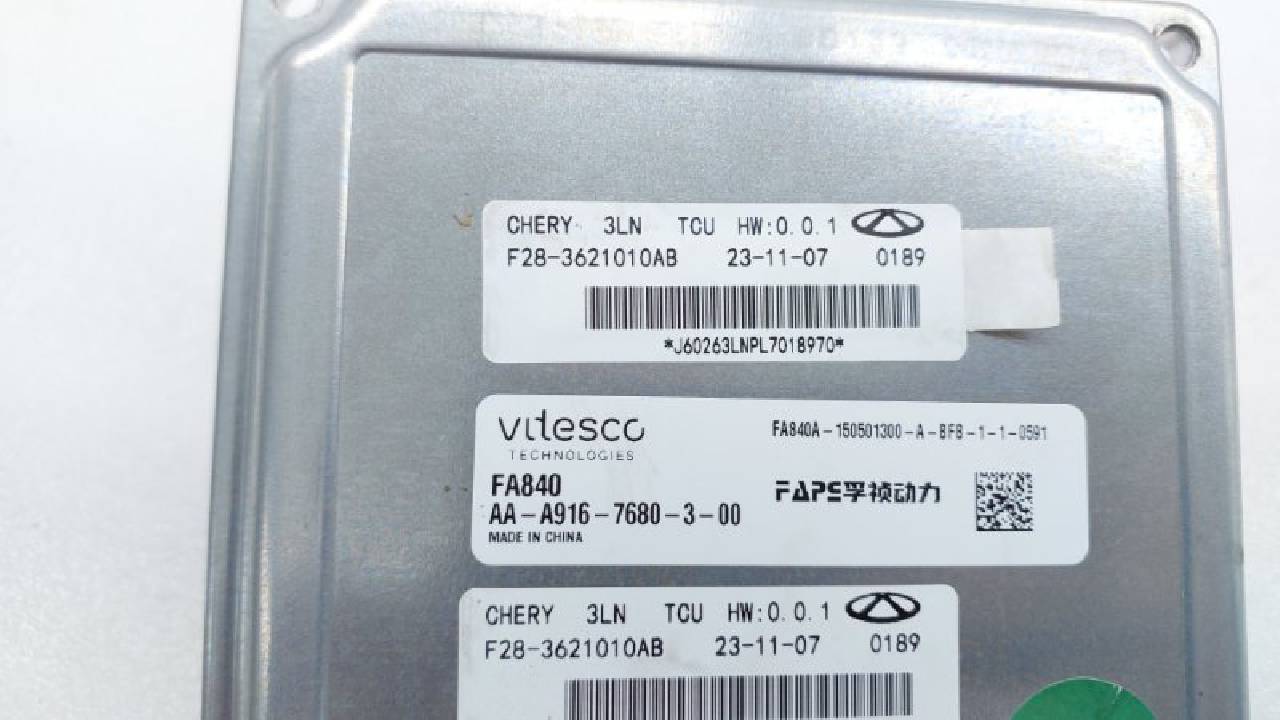 CHERY 3LN TCU HW:0.0.1
F28-3621010AB 23-11-07 0189
*J60263LNPL7018970*
vitesco
TECHNOLOGIES
FA840A-150501300-A-BFB-1-1-0591
FA840
AA-A916-7680-3-00
MADE IN CHINA
FAPS孚祯动力
CHERY 3LN TCU HW:0.0.1
F28-3621010AB 23-11-07 0189